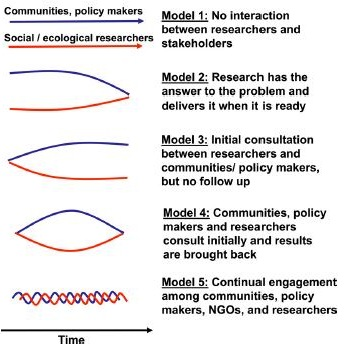 Communities, policy makers
Social / ecological researchers
Model 1: No interaction
between researchers and
stakeholders
Model 2: Research has the
answer to the problem and
delivers it when it is ready
Model 3: Initial consultation
between researchers and
communities/ policy makers,
but no follow up
Model 4: Communities, policy
makers and researchers
consult initially and results
are brought back
Model 5: Continual engagement
among communities, policy
makers, NGOs, and researchers
Time